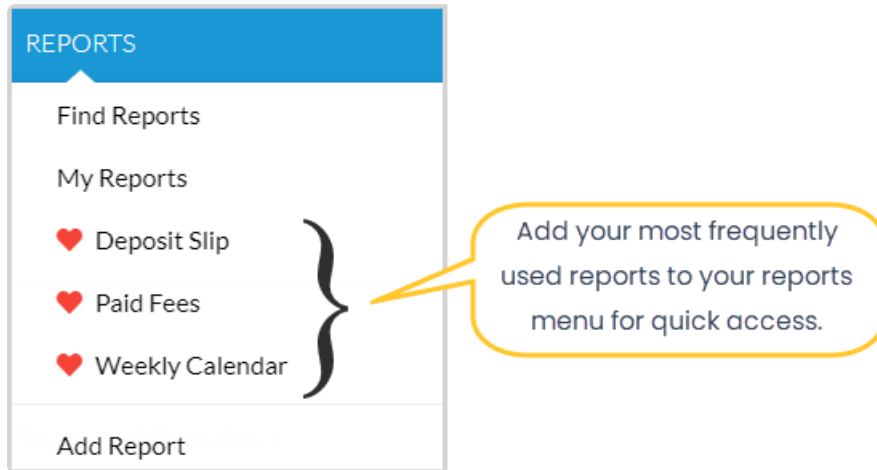 REPORTS
Find Reports
My Reports
Deposit Slip
Paid Fees
Weekly Calendar
Add Report
Add your most frequently
used reports to your reports
menu for quick access.